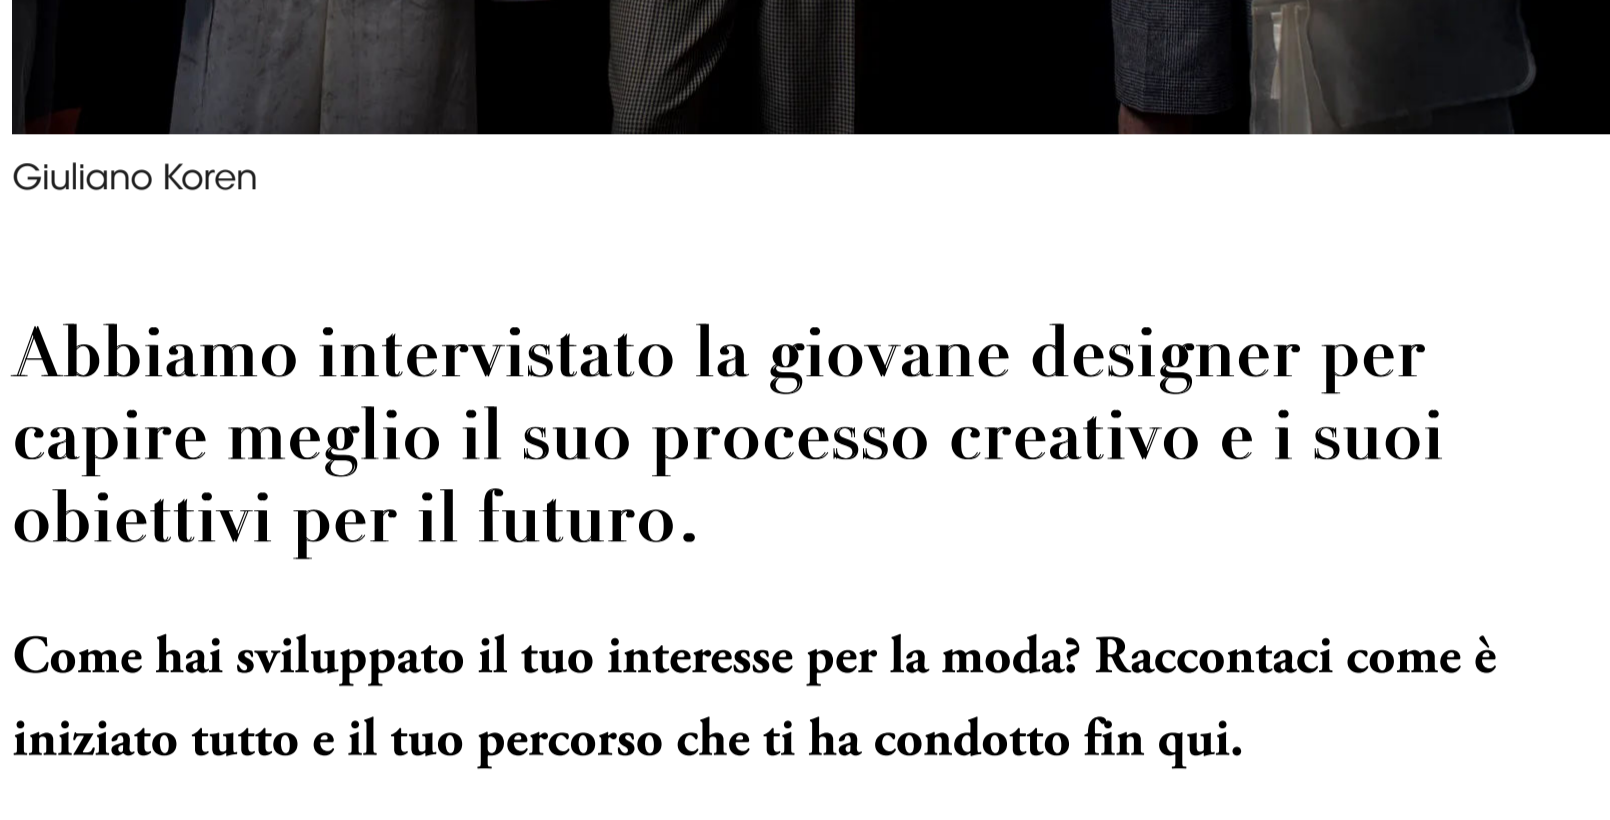 Giuliano Koren
Abbiamo intervistato la giovane designer per
capire meglio il suo processo creativo e i suoi
obiettivi per il futuro.
Come hai sviluppato il tuo interesse per la moda? Raccontaci come è
iniziato tutto e il tuo percorso che ti ha condotto fin qui.